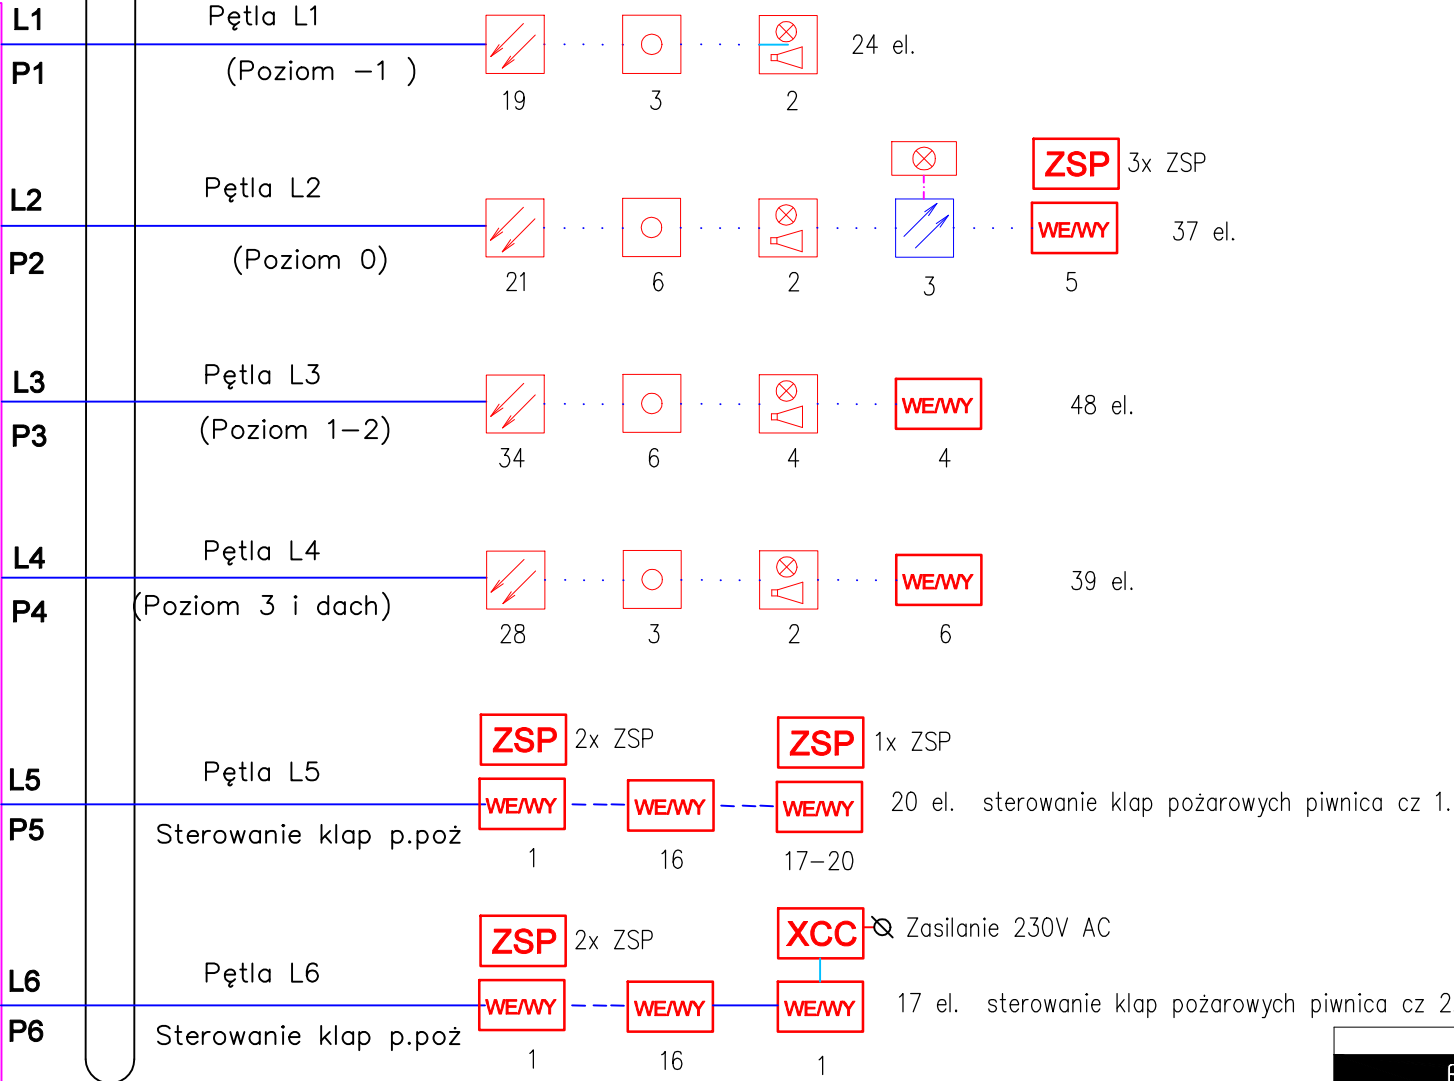 L1
Pętla L1
P1
(Poziom -1 )
24 el.
19
3
2
ZSP
3x ZSP
L2
Pętla L2
P2
(Poziom 0)
WE/WY
37 el.
21
6
2
3
5
L3
Pętla L3
P3
(Poziom 1-2)
WE/WY
48 el.
34
6
4
4
L4
Pętla L4
P4
(Poziom 3 i dach)
WE/WY
39 el.
28
3
2
6
ZSP
2x ZSP
ZSP
1x ZSP
L5
Pętla L5
P5
Sterowanie klap p.poż
WE/WY
WE/WY
WE/WY
20 el. sterowanie klap pożarowych piwnica cz 1.
1
16
17-20
ZSP
2x ZSP
XCC
Zasilanie 230V AC
L6
Pętla L6
P6
Sterowanie klap p.poż
WE/WY
WE/WY
WE/WY
17 el. sterowanie klap pożarowych piwnica cz 2
1
16
1